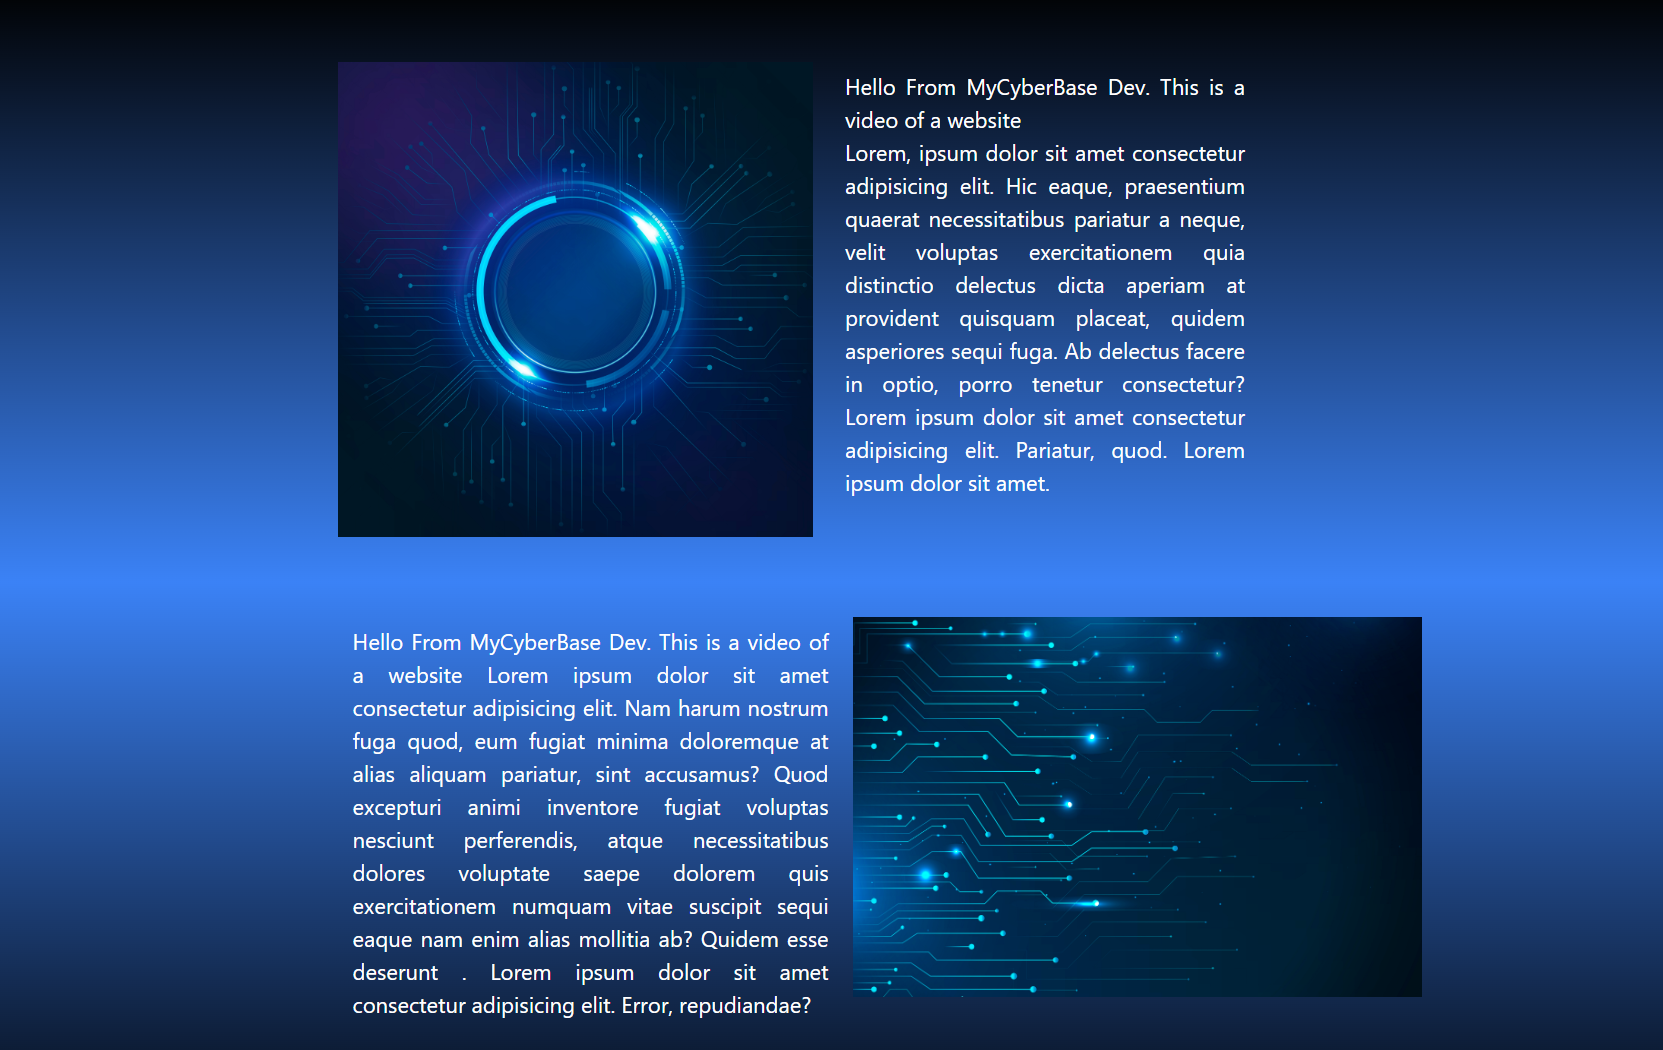 Hello From MyCyberBase Dev. This is a
video of a website
Lorem, ipsum dolor sit amet consectetur
adipisicing elit. Hic eaque, praesentium
quaerat necessitatibus pariatur a neque,
velit voluptas exercitationem quia
distinctio delectus dicta aperiam at
provident quisquam placeat, quidem
asperiores sequi fuga. Ab delectus facere
in optio, porro tenetur consectetur?
Lorem ipsum dolor sit amet consectetur
adipisicing elit. Pariatur, quod. Lorem
ipsum dolor sit amet.
Hello From MyCyberBase Dev. This is a video of
a website Lorem ipsum dolor sit amet
consectetur adipisicing elit. Nam harum nostrum
fuga quod, eum fugiat minima doloremque at
alias aliquam pariatur, sint accusamus? Quod
excepturi animi inventore fugiat voluptas
nesciunt perferendis, atque necessitatibus
dolores voluptate saepe dolorem quis
exercitationem numquam vitae suscipit sequi
eaque nam enim alias mollitia ab? Quidem esse
deserunt . Lorem ipsum dolor sit amet
consectetur adipisicing elit. Error, repudiandae?